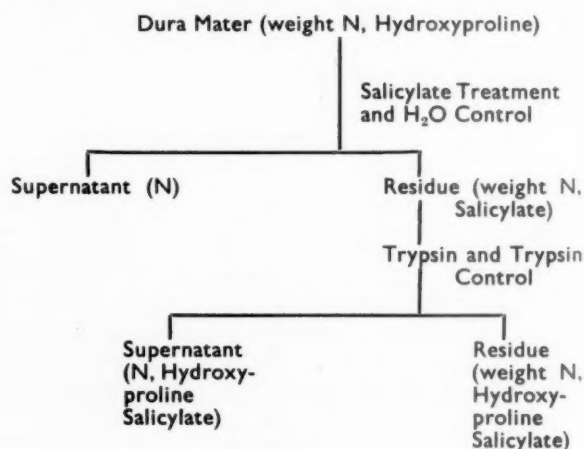 Dura Mater (weight N, Hydroxyproline)
Salicylate Treatment
and H₂O Control
Supernatant (N)
Residue (weight N,
Salicylate)
Trypsin and Trypsin
Control
Supernatant
(N, Hydroxy-
proline
Salicylate)
Residue
(weight N,
Hydroxy-
proline
Salicylate)